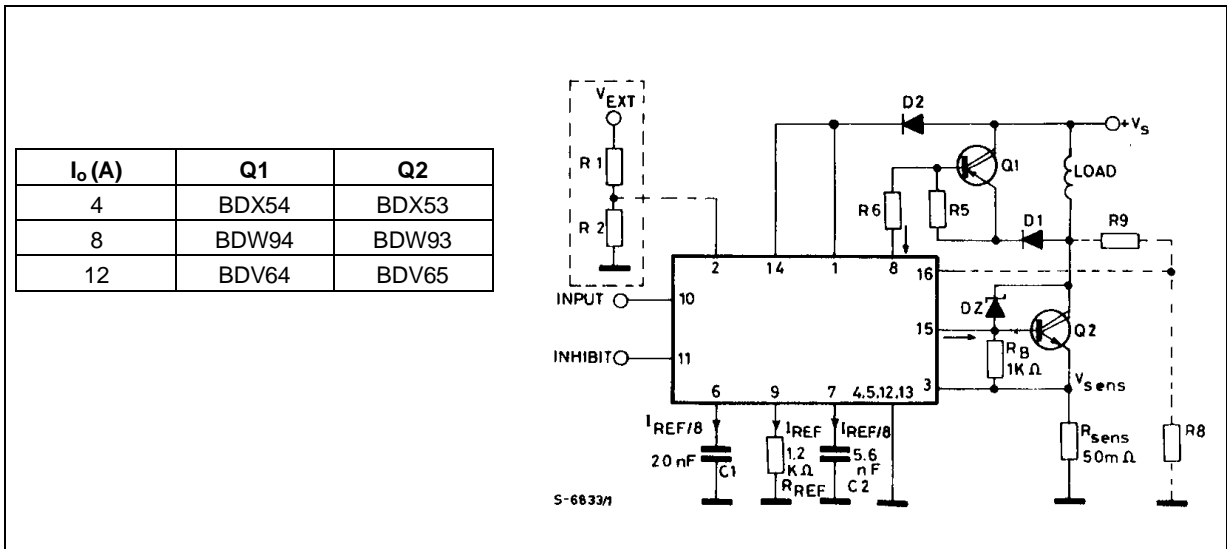 Io (A) Q1 Q2
4 BDX54 BDX53
8 BDW94 BDW93
12 BDV64 BDV65
VEXT
R1
R2
D2
+Vs
Q1
LOAD
R6
R5
D1
R9
2
14
1
8
16
INPUT
10
DZ
15
Q2
INHIBIT
11
RB
1KΩ
3
Vsens
6
9
7
4.5.12.13
IREF/8
IREF
IREF/8
20 nF
C1
1.2
KΩ
RREF
5.6
nF
C2
Rsens
50mΩ
R8
S-6833/1